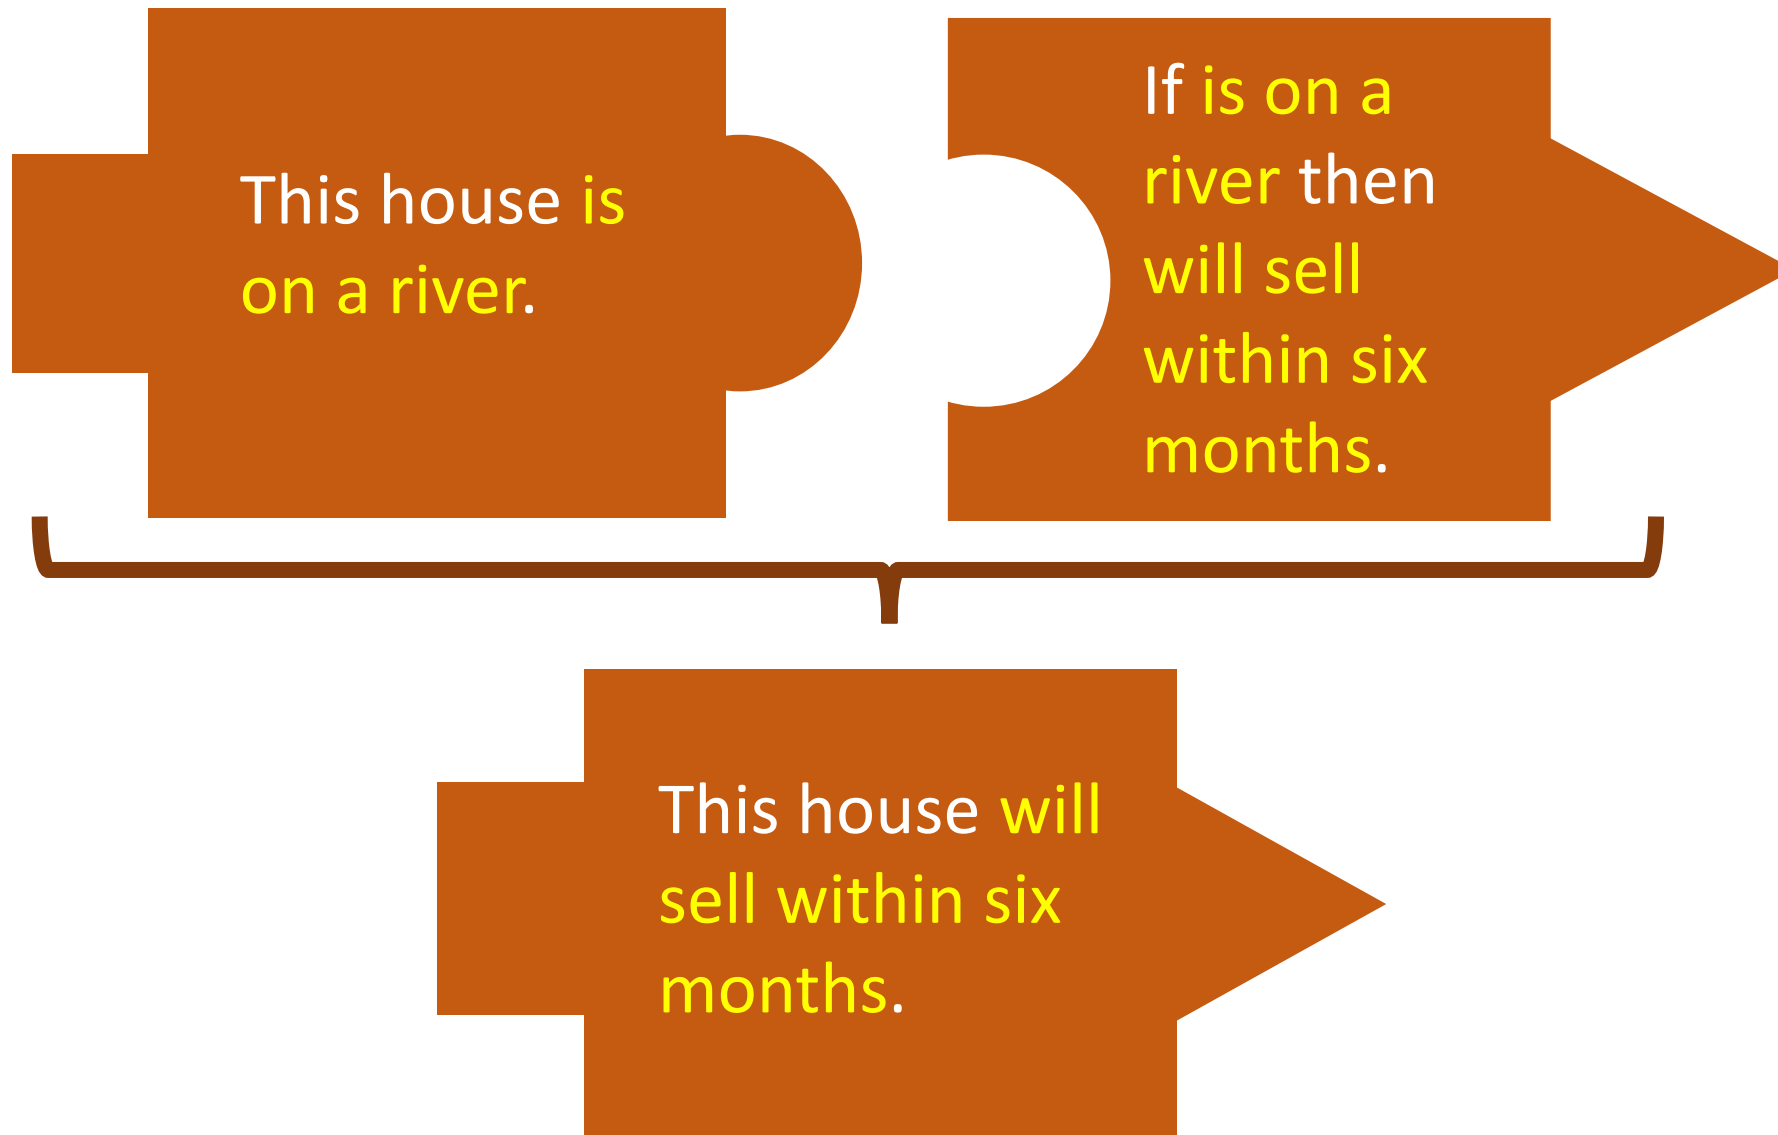 This house is
on a river.
If is on a
river then
will sell
within six
months.
This house will
sell within six
months.